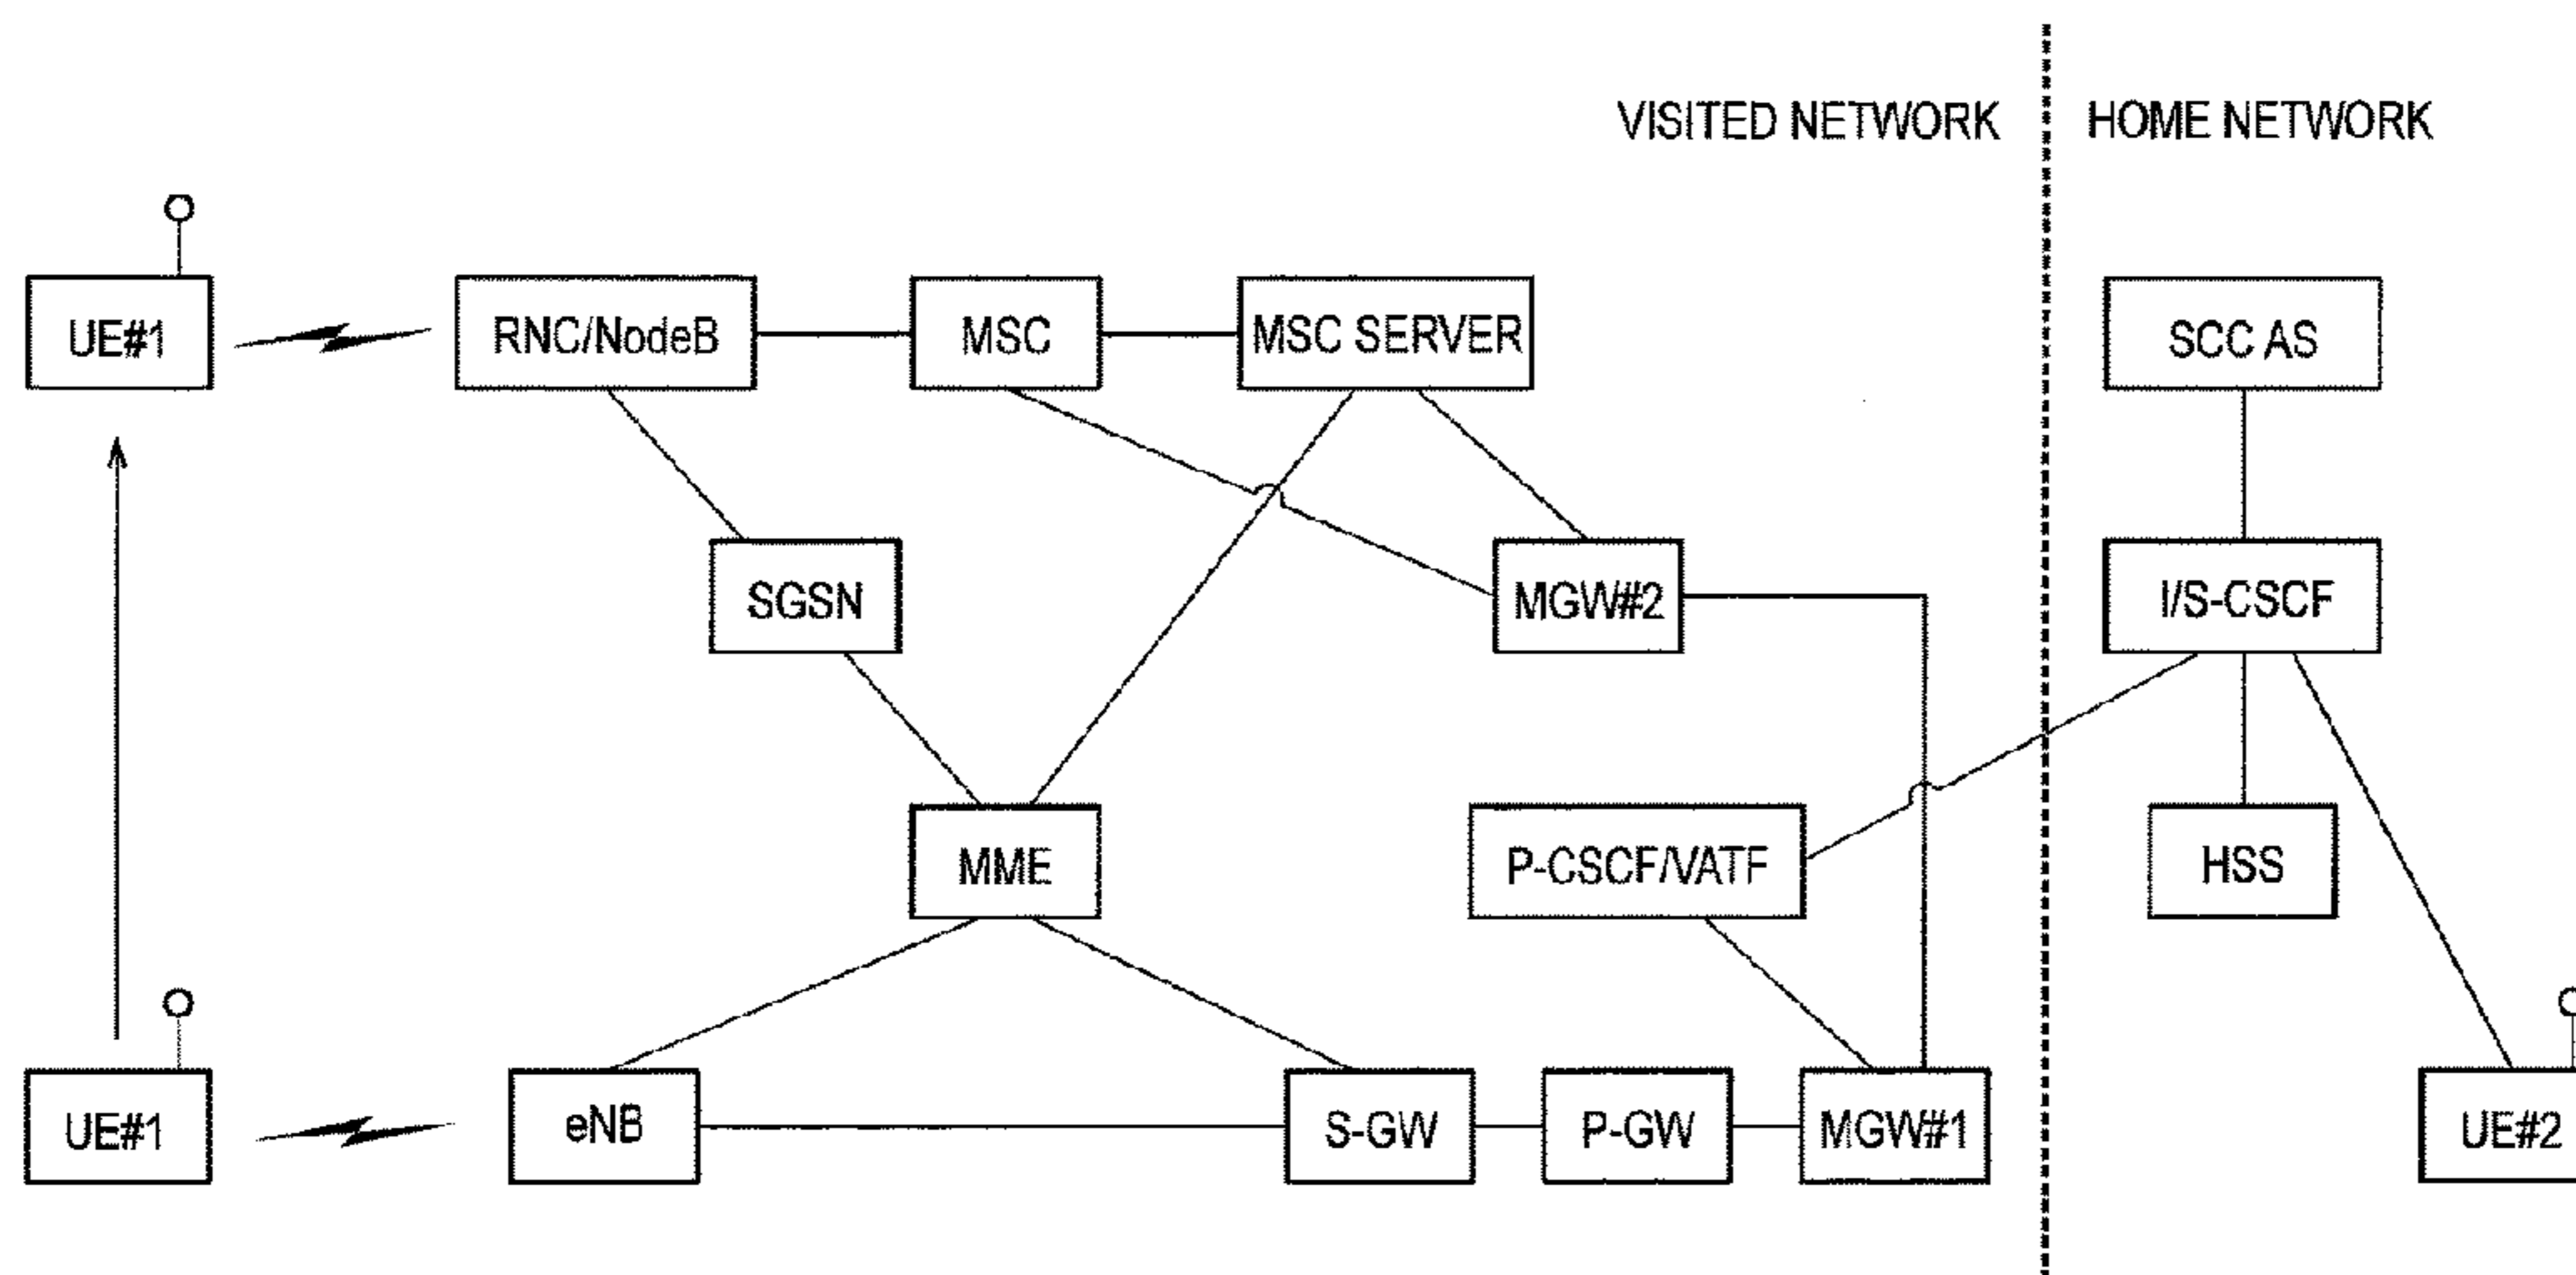 VISITED NETWORK
HOME NETWORK
UE#1
RNC/NodeB
MSC
MSC SERVER
SCC AS
SGSN
MGW#2
I/S-CSCF
MME
P-CSCF/VATF
HSS
UE#1
eNB
S-GW
P-GW
MGW#1
UE#2